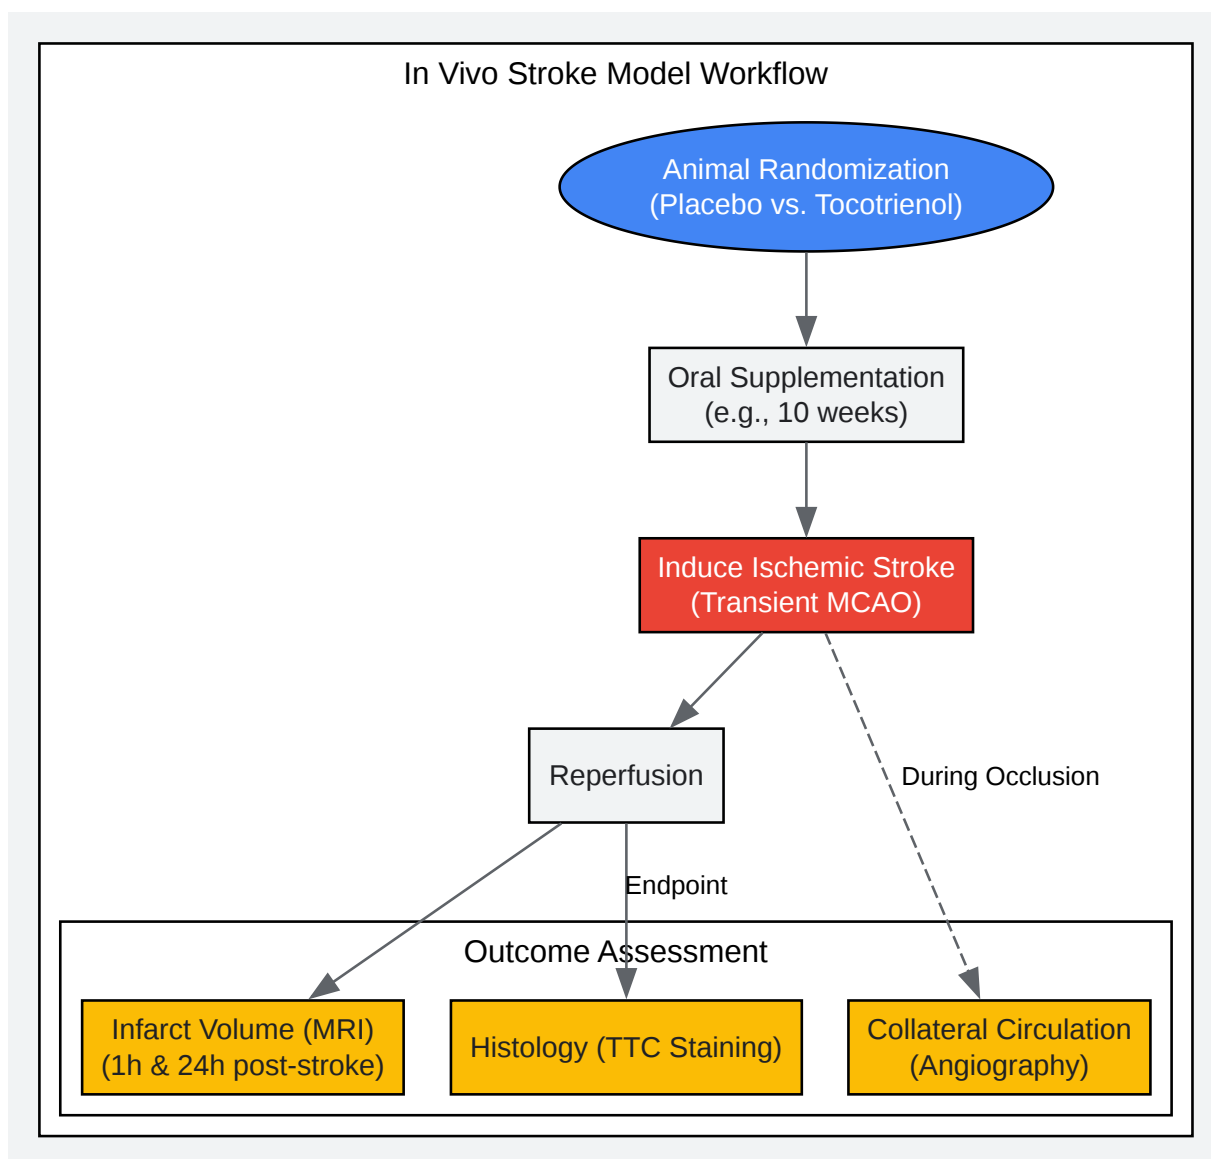 In Vivo Stroke Model Workflow
Animal Randomization
(Placebo vs. Tocotrienol)
Oral Supplementation
(e.g., 10 weeks)
Induce Ischemic Stroke
(Transient MCAO)
Reperfusion
During Occlusion
Endpoint
Outcome Assessment
Infarct Volume (MRI)
(1h & 24h post-stroke)
Histology (TTC Staining)
Collateral Circulation
(Angiography)